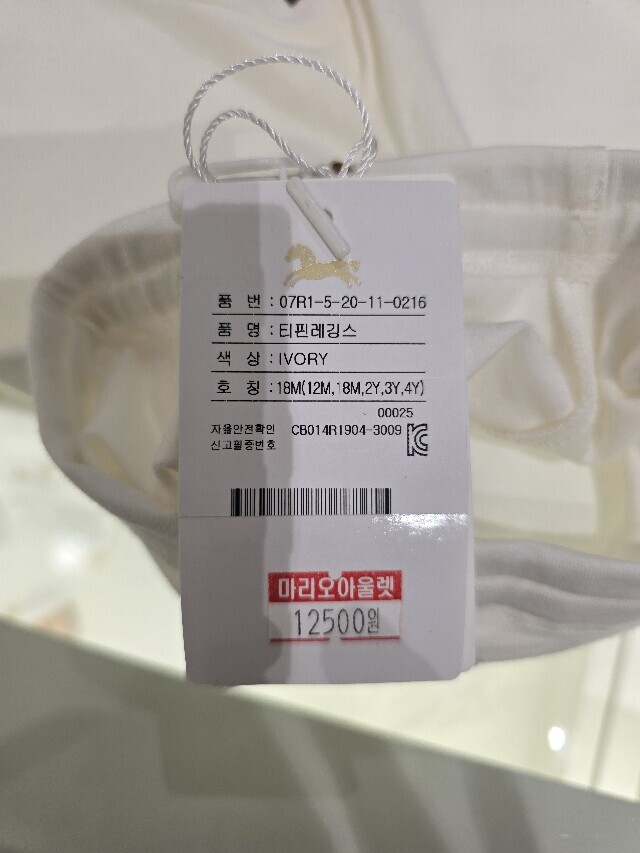 품 번 : 07R1-5-20-11-0216
품 명 : 티핀레깅스
색 상 : IVORY
호 칭 : 18M(12M,18M,2Y,3Y,4Y)
00025
자율안전확인 CB014R1904-3009
신고필증번호
마리오아울렛
12500원